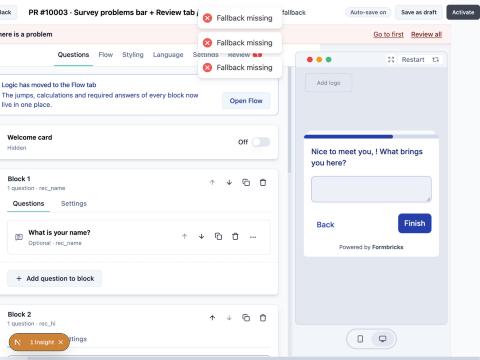 Back
PR #10003 · Survey problems bar + Review tab
fallback
Auto-save on
Save as draft
Activate
Fallback missing
Fallback missing
Fallback missing
here is a problem
Go to first
Review all
Questions
Flow
Styling
Language
Settings
Review
Logic has moved to the Flow tab
The jumps, calculations and required answers of every block now
live in one place.
Open Flow
Welcome card
Hidden
Off
Block 1
1 question · rec_name
Questions
Settings
What is your name?
Optional · rec_name
+ Add question to block
Block 2
1 question · rec_hi
ttings
N
1 Insight
Restart
Add logo
Nice to meet you, ! What brings
you here?
Back
Finish
Powered by Formbricks